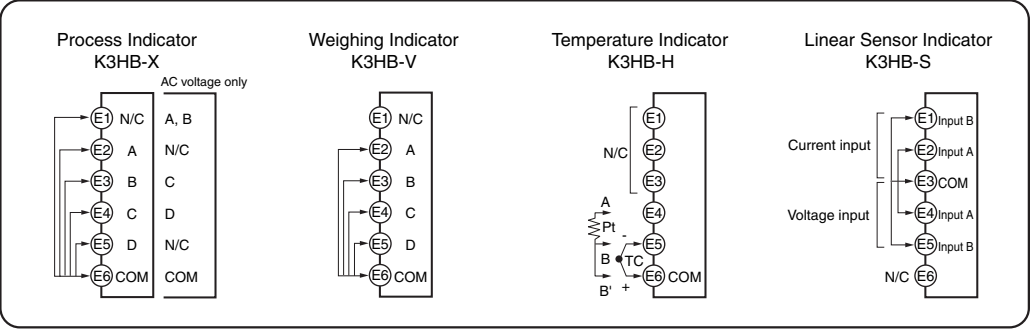 Process Indicator
K3HB-X
AC voltage only
E1 N/C A, B
E2 A N/C
E3 B C
E4 C D
E5 D N/C
E6 COM COM
Weighing Indicator
K3HB-V
E1 N/C
E2 A
E3 B
E4 C
E5 D
E6 COM
Temperature Indicator
K3HB-H
E1
N/C E2
E3
A E4
Pt
- E5
B TC
E6 COM
B' +
Linear Sensor Indicator
K3HB-S
E1 Input B
Current input E2 Input A
E3 COM
Voltage input E4 Input A
E5 Input B
N/C E6